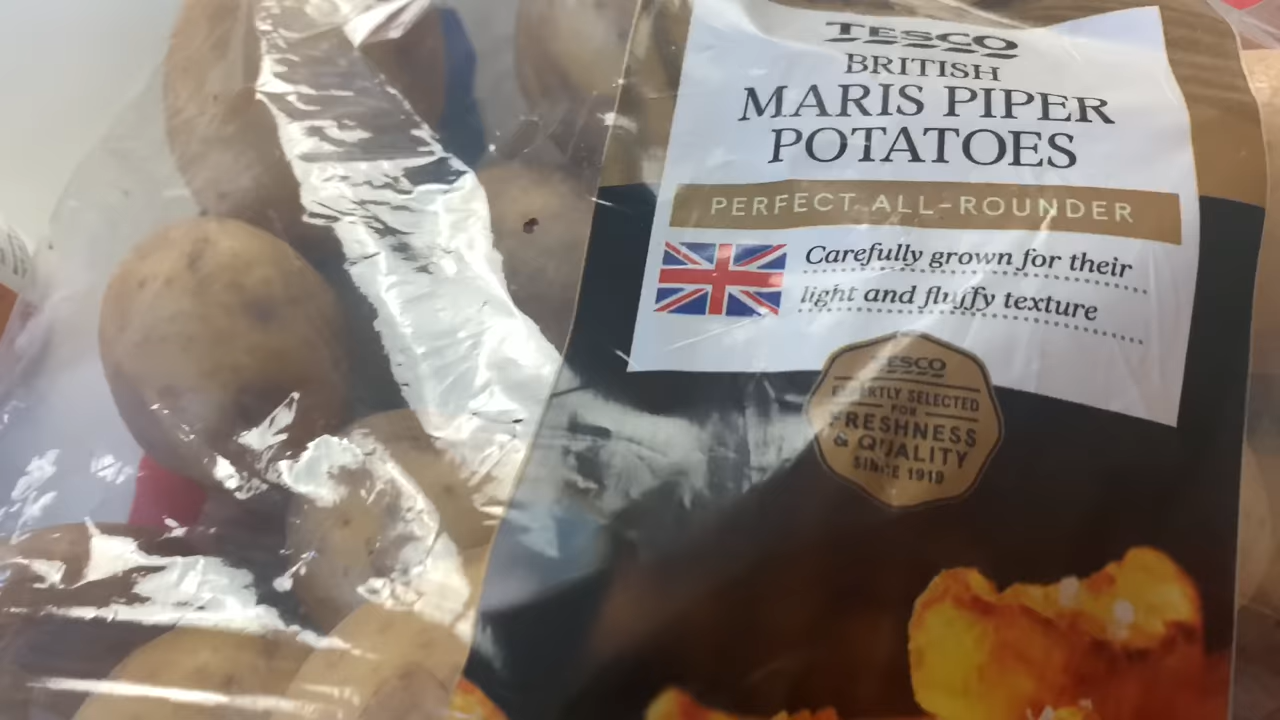 TESCO
BRITISH
MARIS PIPER
POTATOES
PERFECT ALL-ROUNDER
Carefully grown for their
light and fluffy texture
TESCO
EXPERTLY SELECTED
FOR
FRESHNESS
& QUALITY
SINCE 1919